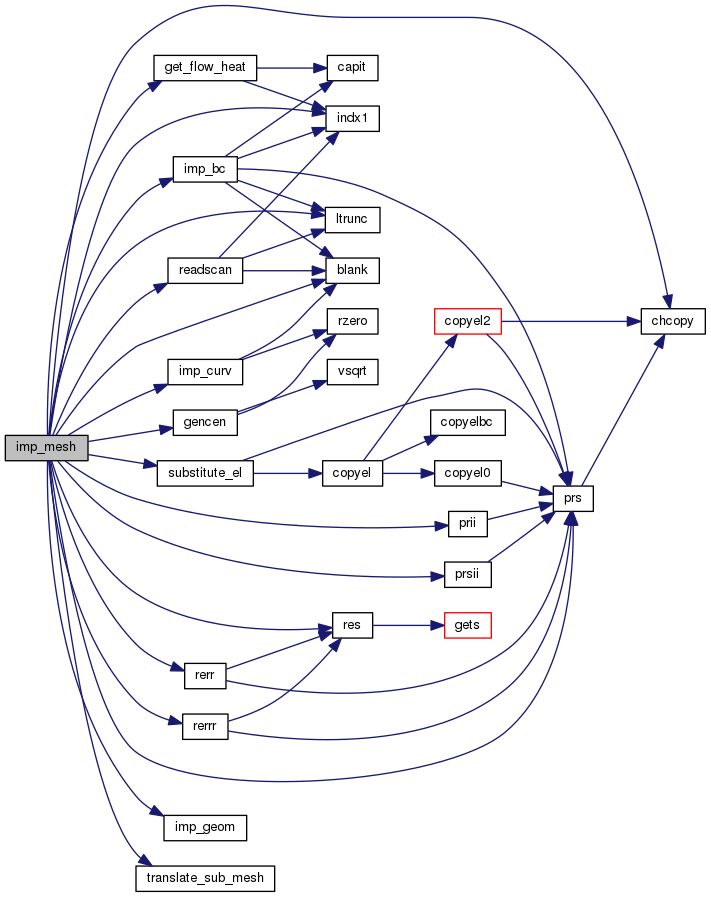 get_flow_heat
capit
indx1
imp_bc
ltrunc
readscan
blank
rzero
copyel2
chcopy
imp_curv
vsqrt
gencen
copyelbc
imp_mesh
substitute_el
copyel
copyel0
prs
prii
prsii
res
gets
rerr
rerrr
imp_geom
translate_sub_mesh